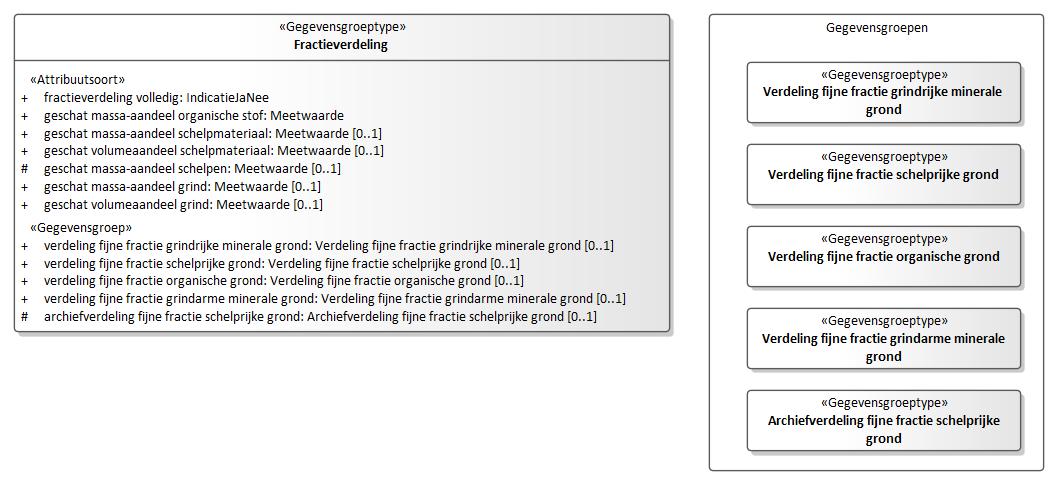 «Gegevensgroeptype»
Fractieverdeling
«Attribuutsoort»
+ fractieverdeling volledig: IndicatieJaNee
+ geschat massa-aandeel organische stof: Meetwaarde
+ geschat massa-aandeel schelpmateriaal: Meetwaarde [0..1]
+ geschat volumeaandeel schelpmateriaal: Meetwaarde [0..1]
# geschat massa-aandeel schelpen: Meetwaarde [0..1]
+ geschat massa-aandeel grind: Meetwaarde [0..1]
+ geschat volumeaandeel grind: Meetwaarde [0..1]
«Gegevensgroep»
+ verdeling fijne fractie grindrijke minerale grond: Verdeling fijne fractie grindrijke minerale grond [0..1]
+ verdeling fijne fractie schelprijke grond: Verdeling fijne fractie schelprijke grond [0..1]
+ verdeling fijne fractie organische grond: Verdeling fijne fractie organische grond [0..1]
+ verdeling fijne fractie grindarme minerale grond: Verdeling fijne fractie grindarme minerale grond [0..1]
# archiefverdeling fijne fractie schelprijke grond: Archiefverdeling fijne fractie schelprijke grond [0..1]
Gegevensgroepen
«Gegevensgroeptype»
Verdeling fijne fractie grindrijke minerale
grond
«Gegevensgroeptype»
Verdeling fijne fractie schelprijke grond
«Gegevensgroeptype»
Verdeling fijne fractie organische grond
«Gegevensgroeptype»
Verdeling fijne fractie grindarme minerale
grond
«Gegevensgroeptype»
Archiefverdeling fijne fractie schelprijke
grond